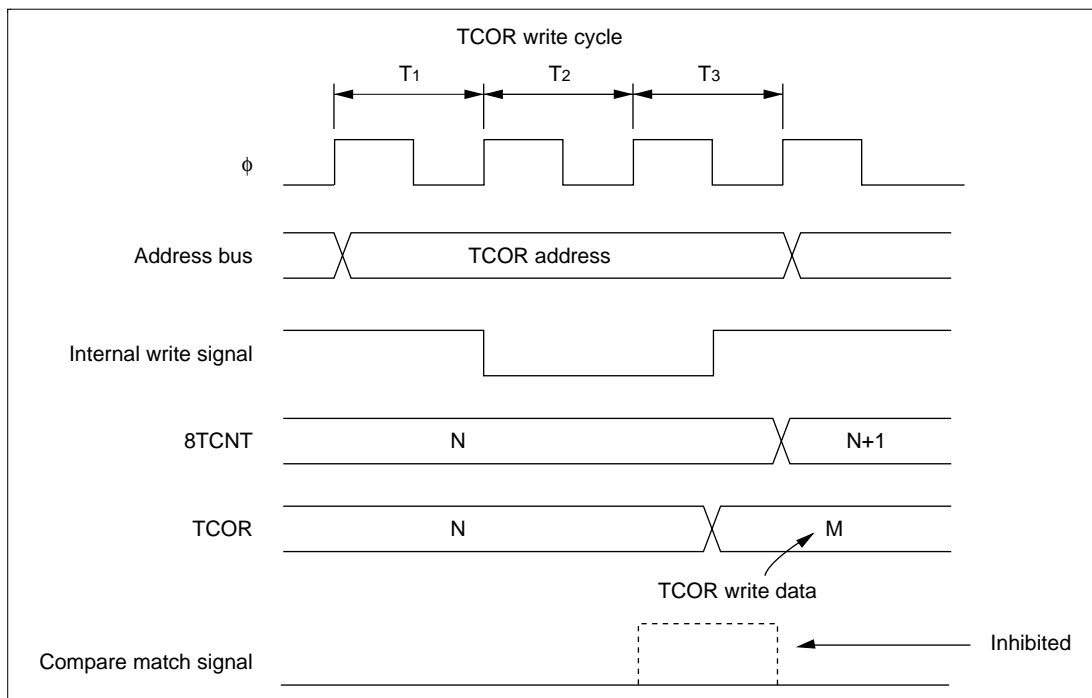 TCOR write cycle
T1 T2 T3
φ
Address bus TCOR address
Internal write signal
8TCNT N N+1
TCOR N M
TCOR write data
Compare match signal Inhibited